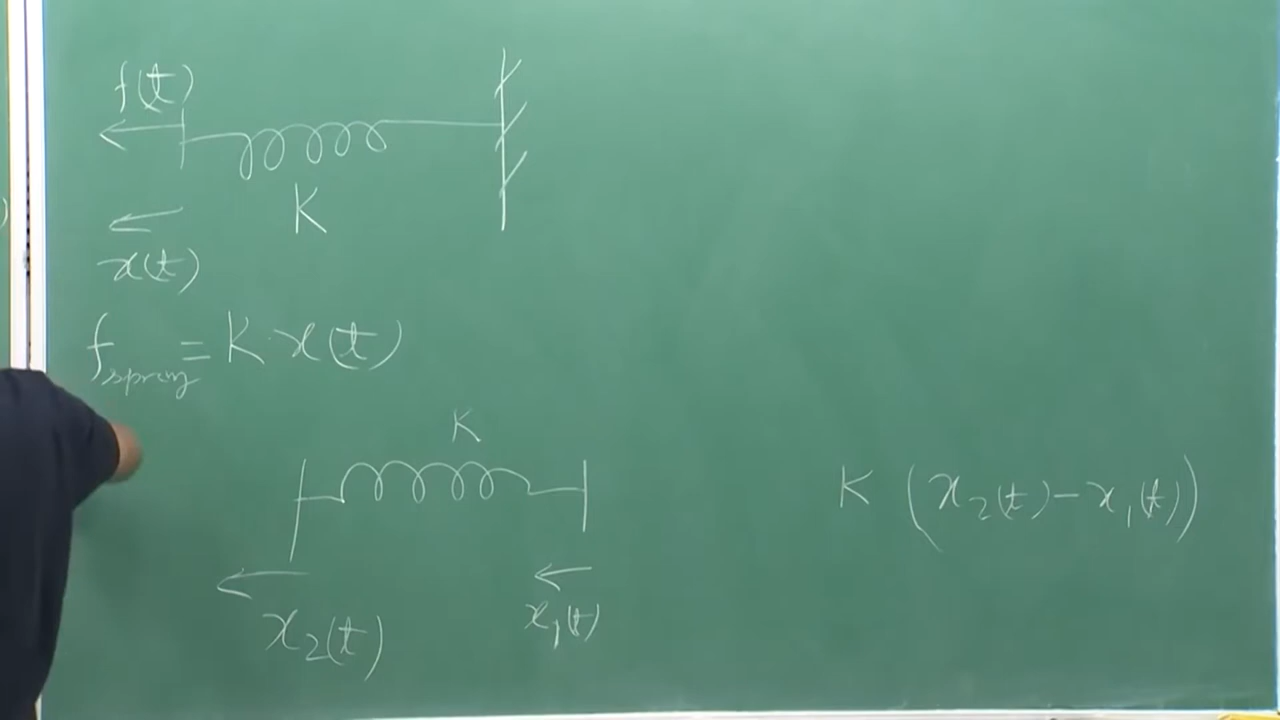 f(t)
K
x(t)
f_spring = K·x(t)
K
K (x₂(t) − x₁(t))
x₂(t)
x₁(t)